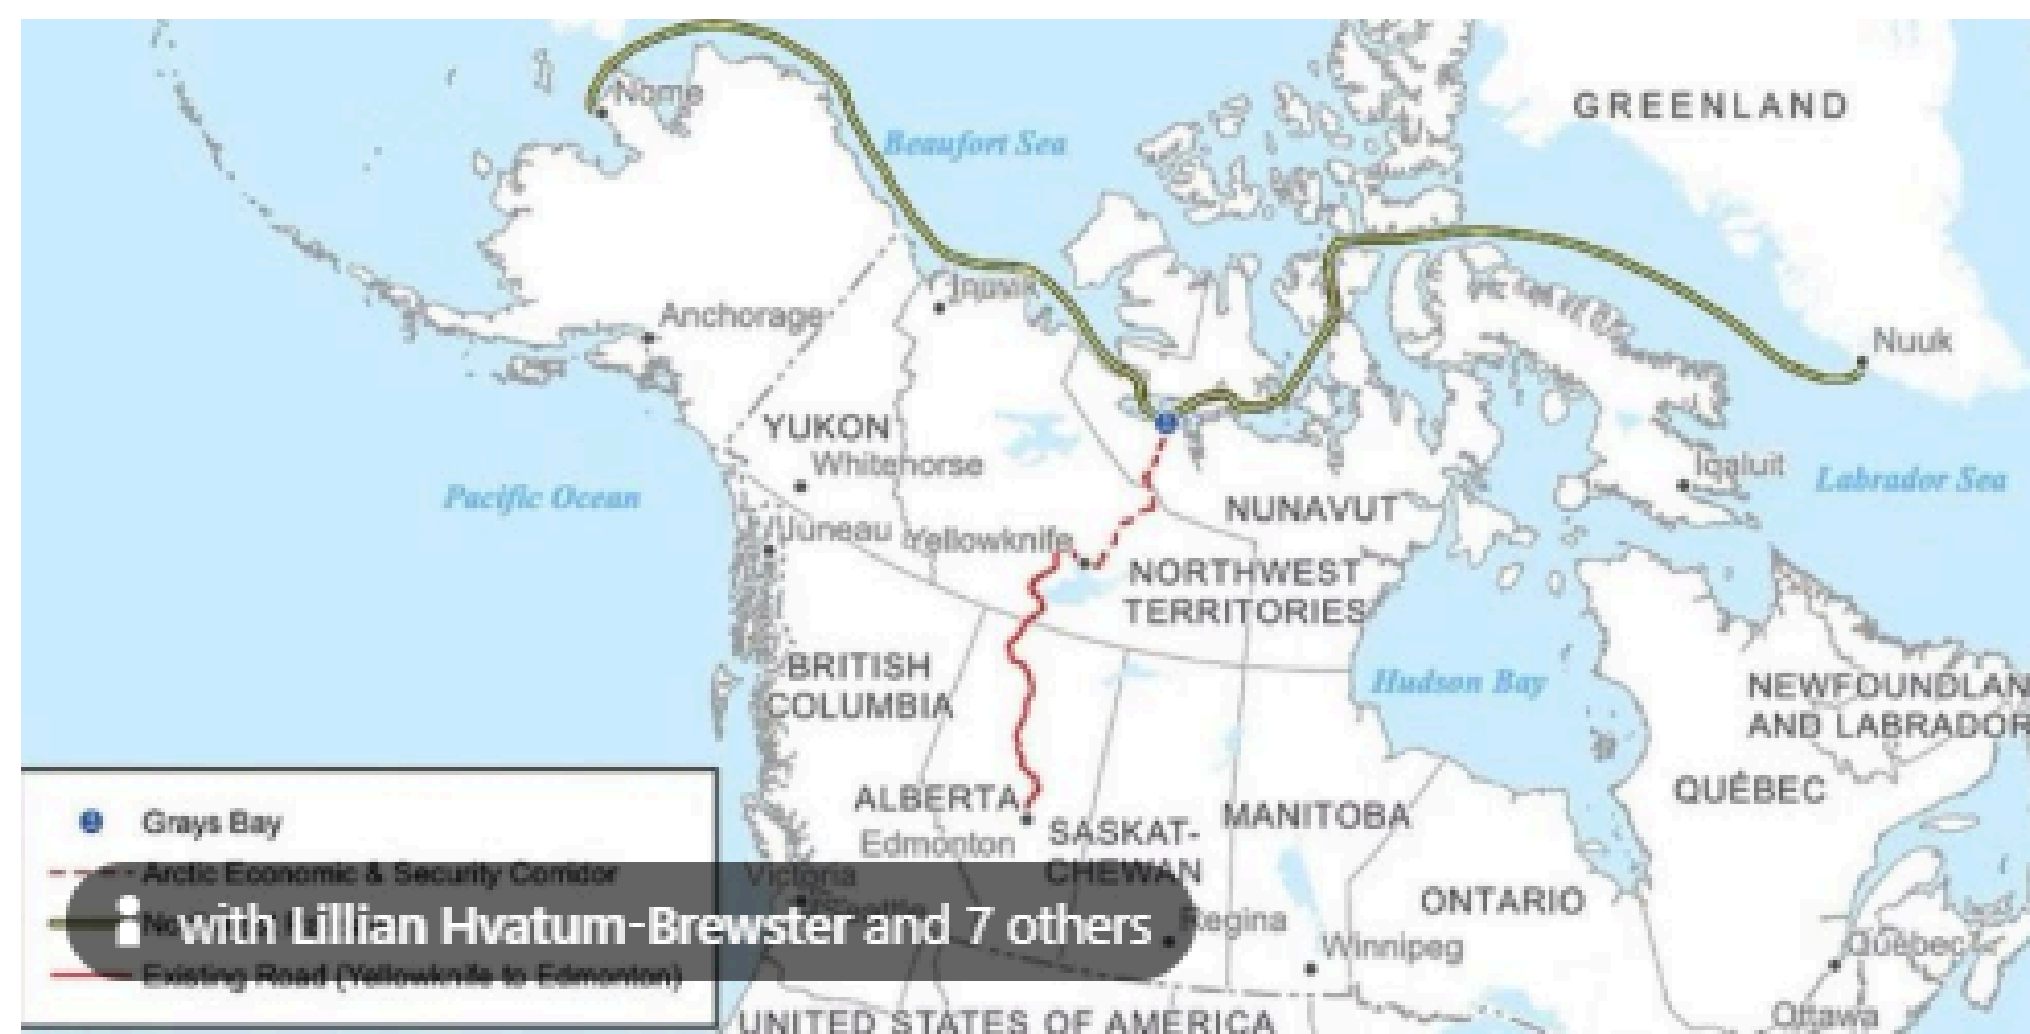 Nome
GREENLAND
Beaufort Sea
Inuvik
Anchorage
Nuuk
YUKON
Whitehorse
Iqaluit
Labrador Sea
Pacific Ocean
NUNAVUT
Juneau
Yellowknife
NORTHWEST
TERRITORIES
BRITISH
COLUMBIA
Hudson Bay
NEWFOUNDLAN
AND LABRADOR
QUÉBEC
ALBERTA
Edmonton
SASKAT-
CHEWAN
MANITOBA
Grays Bay
Arctic Economic & Security Corridor
Victoria
Seattle
ONTARIO
with Lillian Hvatum-Brewster and 7 others
Regina
Winnipeg
Québec
Existing Road (Yellowknife to Edmonton)
UNITED STATES OF AMERICA
Ottawa